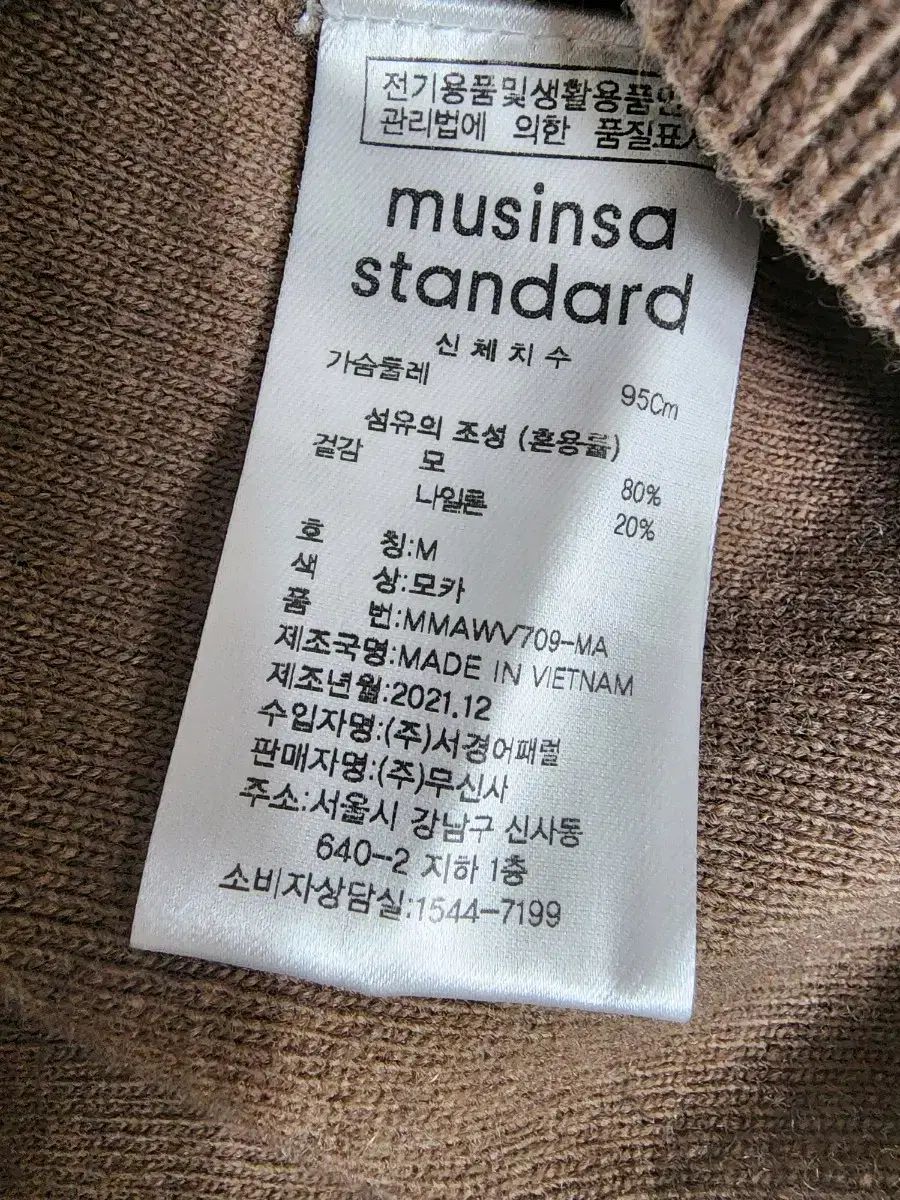 전기용품및생활용품안
관리법에 의한 품질표시
musinsa
standard
신 체 치 수
가슴둘레 95Cm
섬유의 조성 (혼용률)
겉감 모 80%
나일론 20%
호 칭:M
색 상:모카
품 번:MMAWV709-MA
제조국명:MADE IN VIETNAM
제조년월:2021.12
수입자명:(주)서경어패럴
판매자명:(주)무신사
주소:서울시 강남구 신사동
640-2 지하 1층
소비자상담실:1544-7199